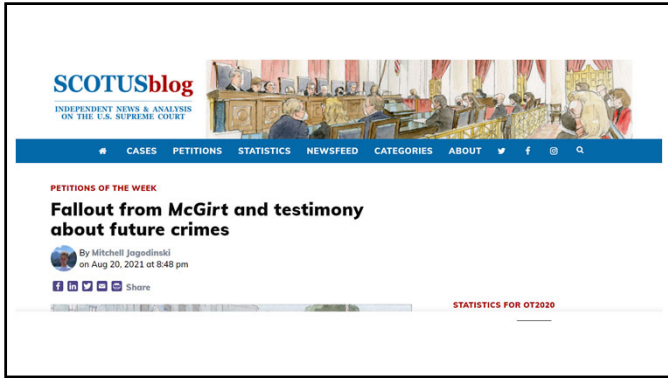 SCOTUSblog
INDEPENDENT NEWS & ANALYSIS
ON THE U.S. SUPREME COURT
CASES PETITIONS STATISTICS NEWSFEED CATEGORIES ABOUT
PETITIONS OF THE WEEK
Fallout from McGirt and testimony
about future crimes
By Mitchell Jagodinski
on Aug 20, 2021 at 8:48 pm
Share
STATISTICS FOR OT2020